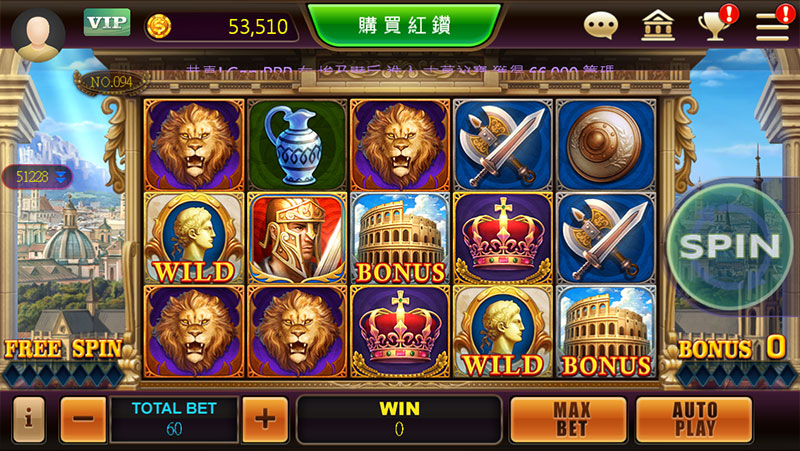 VIP
53,510
購買紅鑽
NO.094
51228
WILD
BONUS
SPIN
FREE SPIN
WILD
BONUS
BONUS 0
i
TOTAL BET
60
WIN
0
MAX
BET
AUTO
PLAY